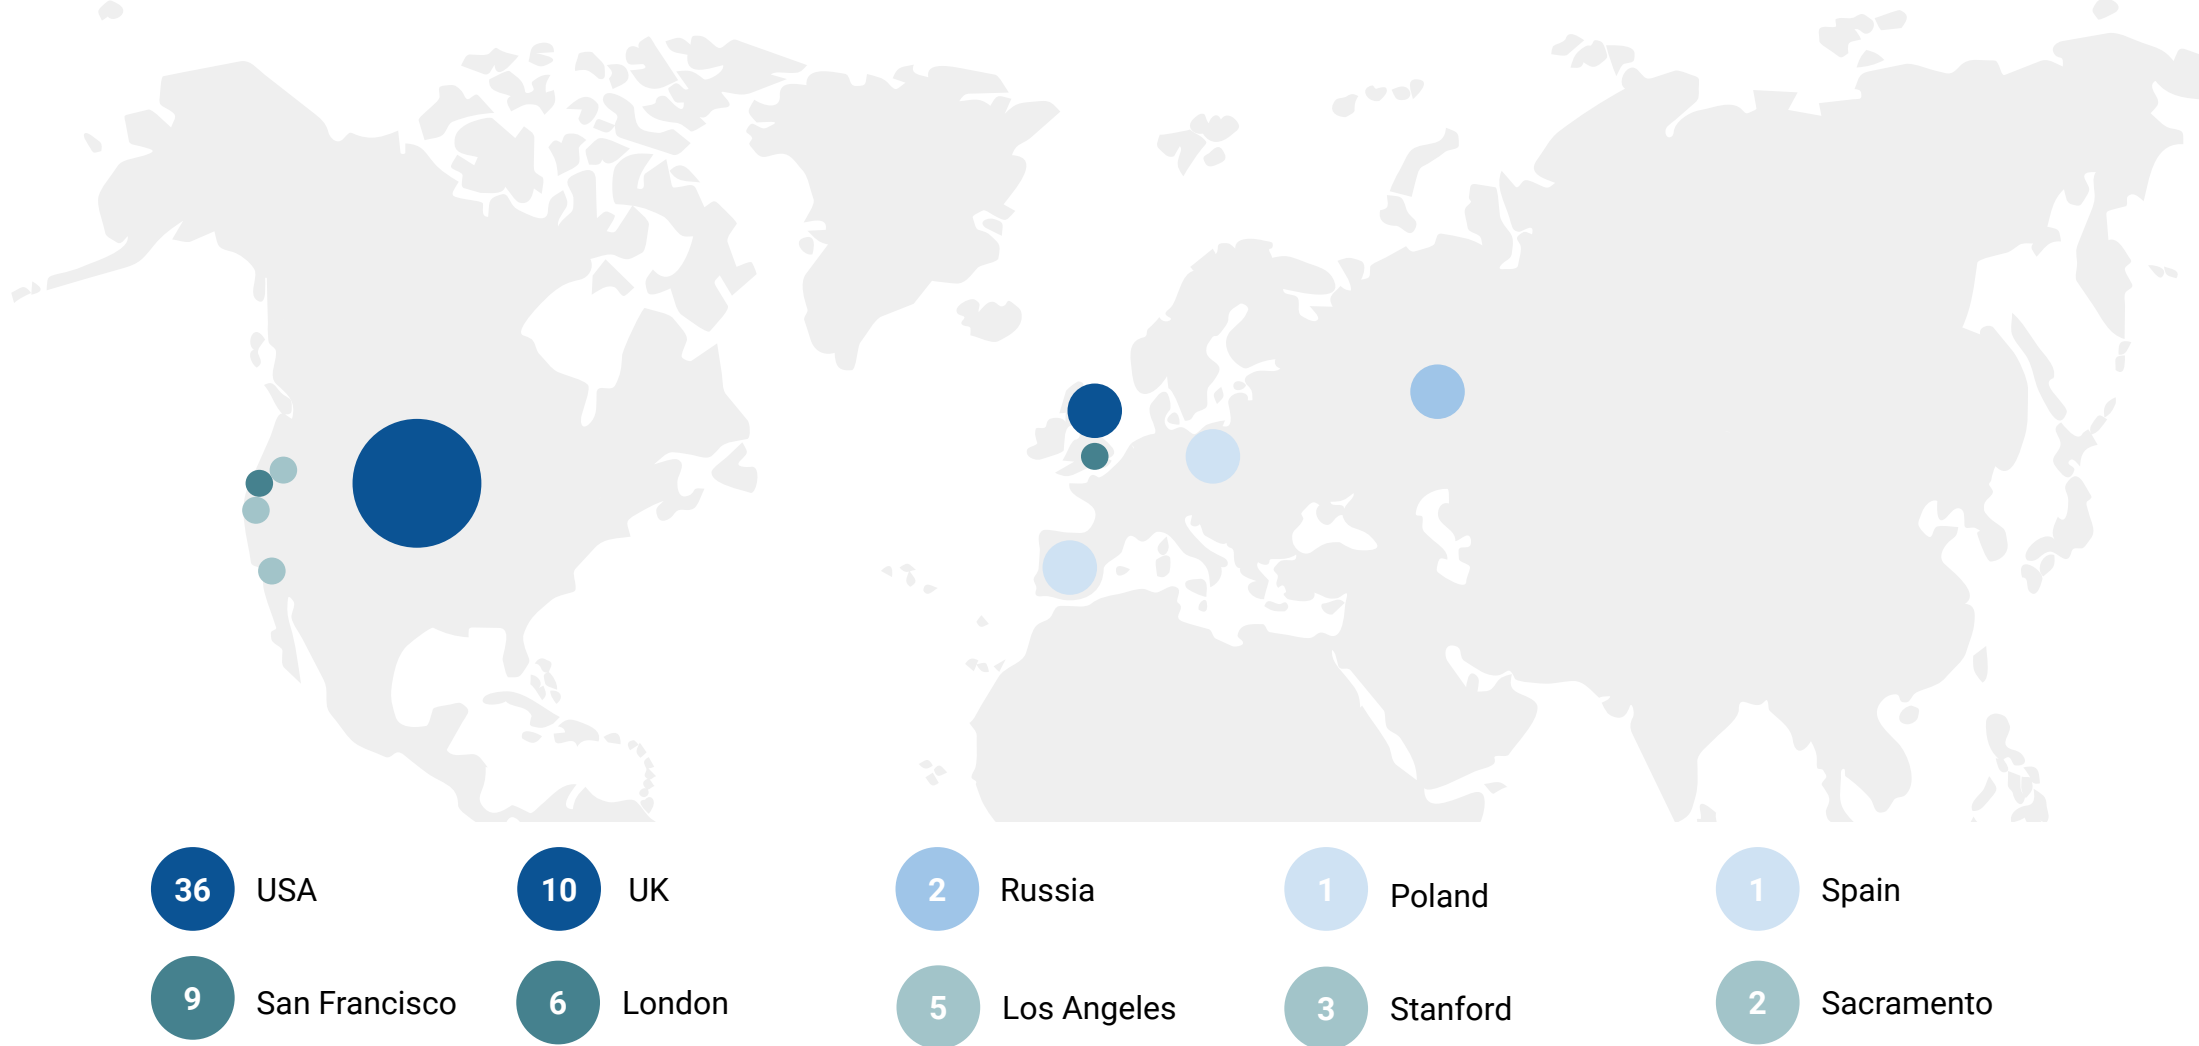 36 USA 10 UK 2 Russia 1 Poland 1 Spain
9 San Francisco 6 London 5 Los Angeles 3 Stanford 2 Sacramento